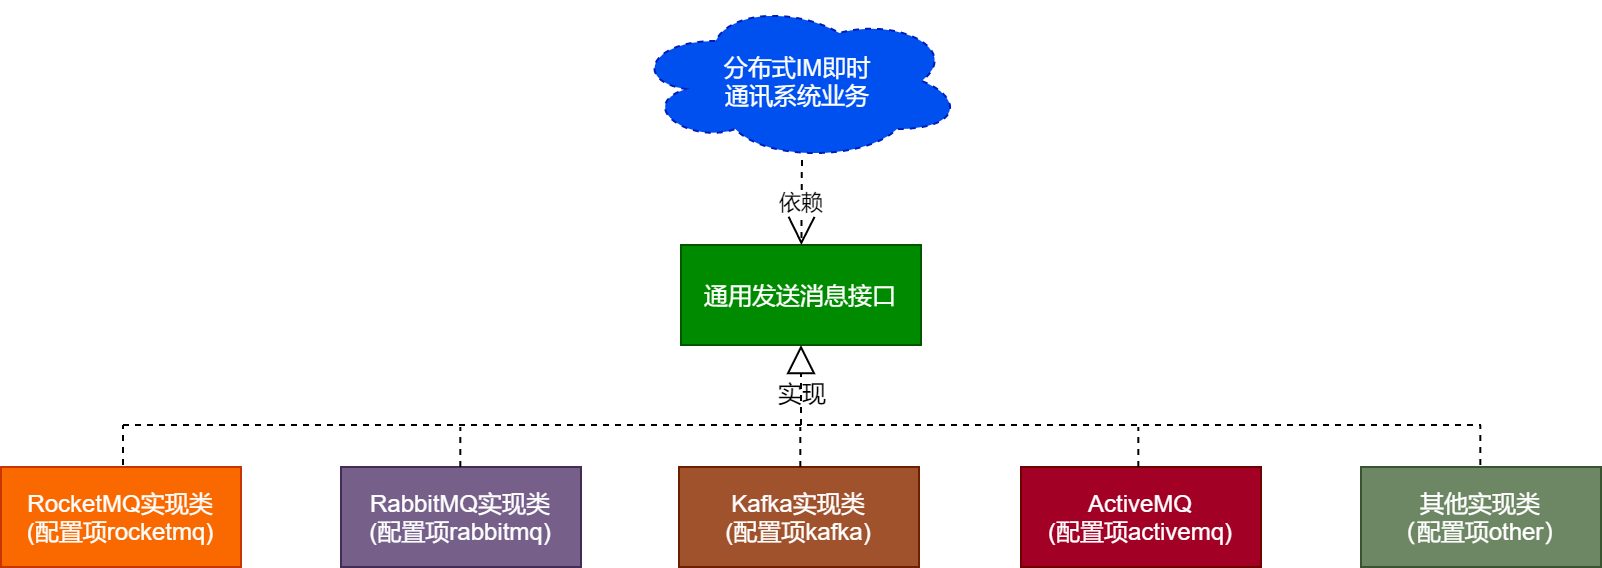 分布式IM即时
通讯系统业务
依赖
通用发送消息接口
实现
RocketMQ实现类
(配置项rocketmq)
RabbitMQ实现类
(配置项rabbitmq)
Kafka实现类
(配置项kafka)
ActiveMQ
(配置项activemq)
其他实现类
（配置项other）